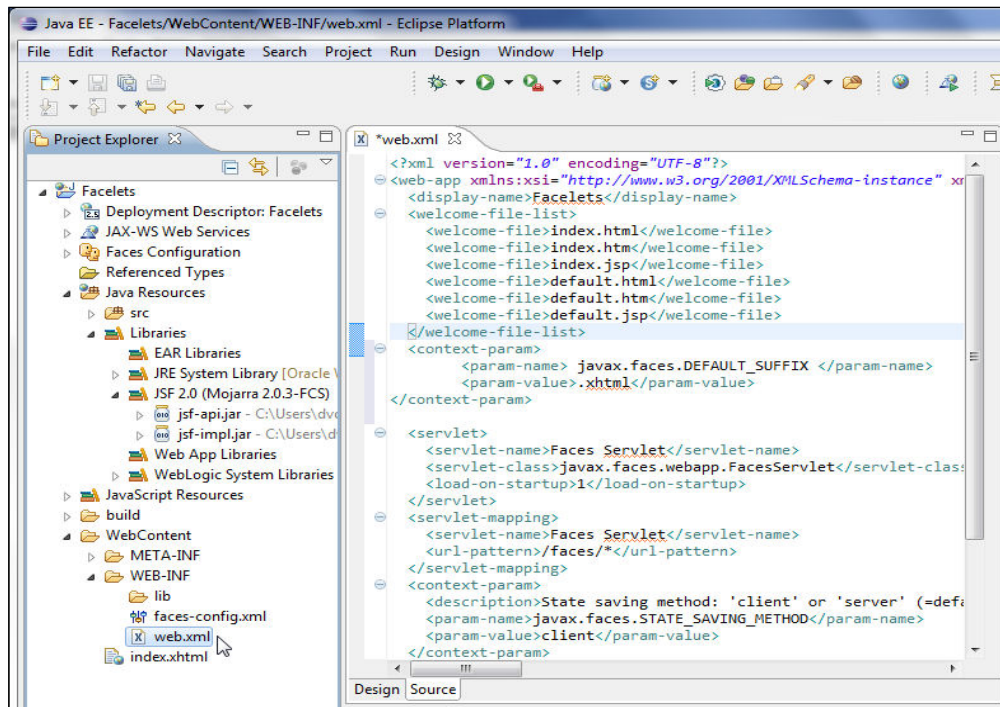 Java EE - Facelets/WebContent/WEB-INF/web.xml - Eclipse Platform
File Edit Refactor Navigate Search Project Run Design Window Help
Project Explorer
Facelets
2.5 Deployment Descriptor: Facelets
JAX-WS Web Services
Faces Configuration
Referenced Types
Java Resources
src
Libraries
EAR Libraries
JRE System Library [Oracle
JSF 2.0 (Mojarra 2.0.3-FCS)
jsf-api.jar - C:\Users\dvo
jsf-impl.jar - C:\Users\d
Web App Libraries
WebLogic System Libraries
JavaScript Resources
build
WebContent
META-INF
WEB-INF
lib
faces-config.xml
web.xml
index.xhtml
*web.xml
<?xml version="1.0" encoding="UTF-8"?>
<web-app xmlns:xsi="http://www.w3.org/2001/XMLSchema-instance" xm
<display-name>Facelets</display-name>
<welcome-file-list>
<welcome-file>index.html</welcome-file>
<welcome-file>index.htm</welcome-file>
<welcome-file>index.jsp</welcome-file>
<welcome-file>default.html</welcome-file>
<welcome-file>default.htm</welcome-file>
<welcome-file>default.jsp</welcome-file>
</welcome-file-list>
<context-param>
<param-name> javax.faces.DEFAULT_SUFFIX </param-name>
<param-value>.xhtml</param-value>
</context-param>
<servlet>
<servlet-name>Faces Servlet</servlet-name>
<servlet-class>javax.faces.webapp.FacesServlet</servlet-class
<load-on-startup>1</load-on-startup>
</servlet>
<servlet-mapping>
<servlet-name>Faces Servlet</servlet-name>
<url-pattern>/faces/*</url-pattern>
</servlet-mapping>
<context-param>
<description>State saving method: 'client' or 'server' (=defa
<param-name>javax.faces.STATE_SAVING_METHOD</param-name>
<param-value>client</param-value>
</context-param>
Design Source